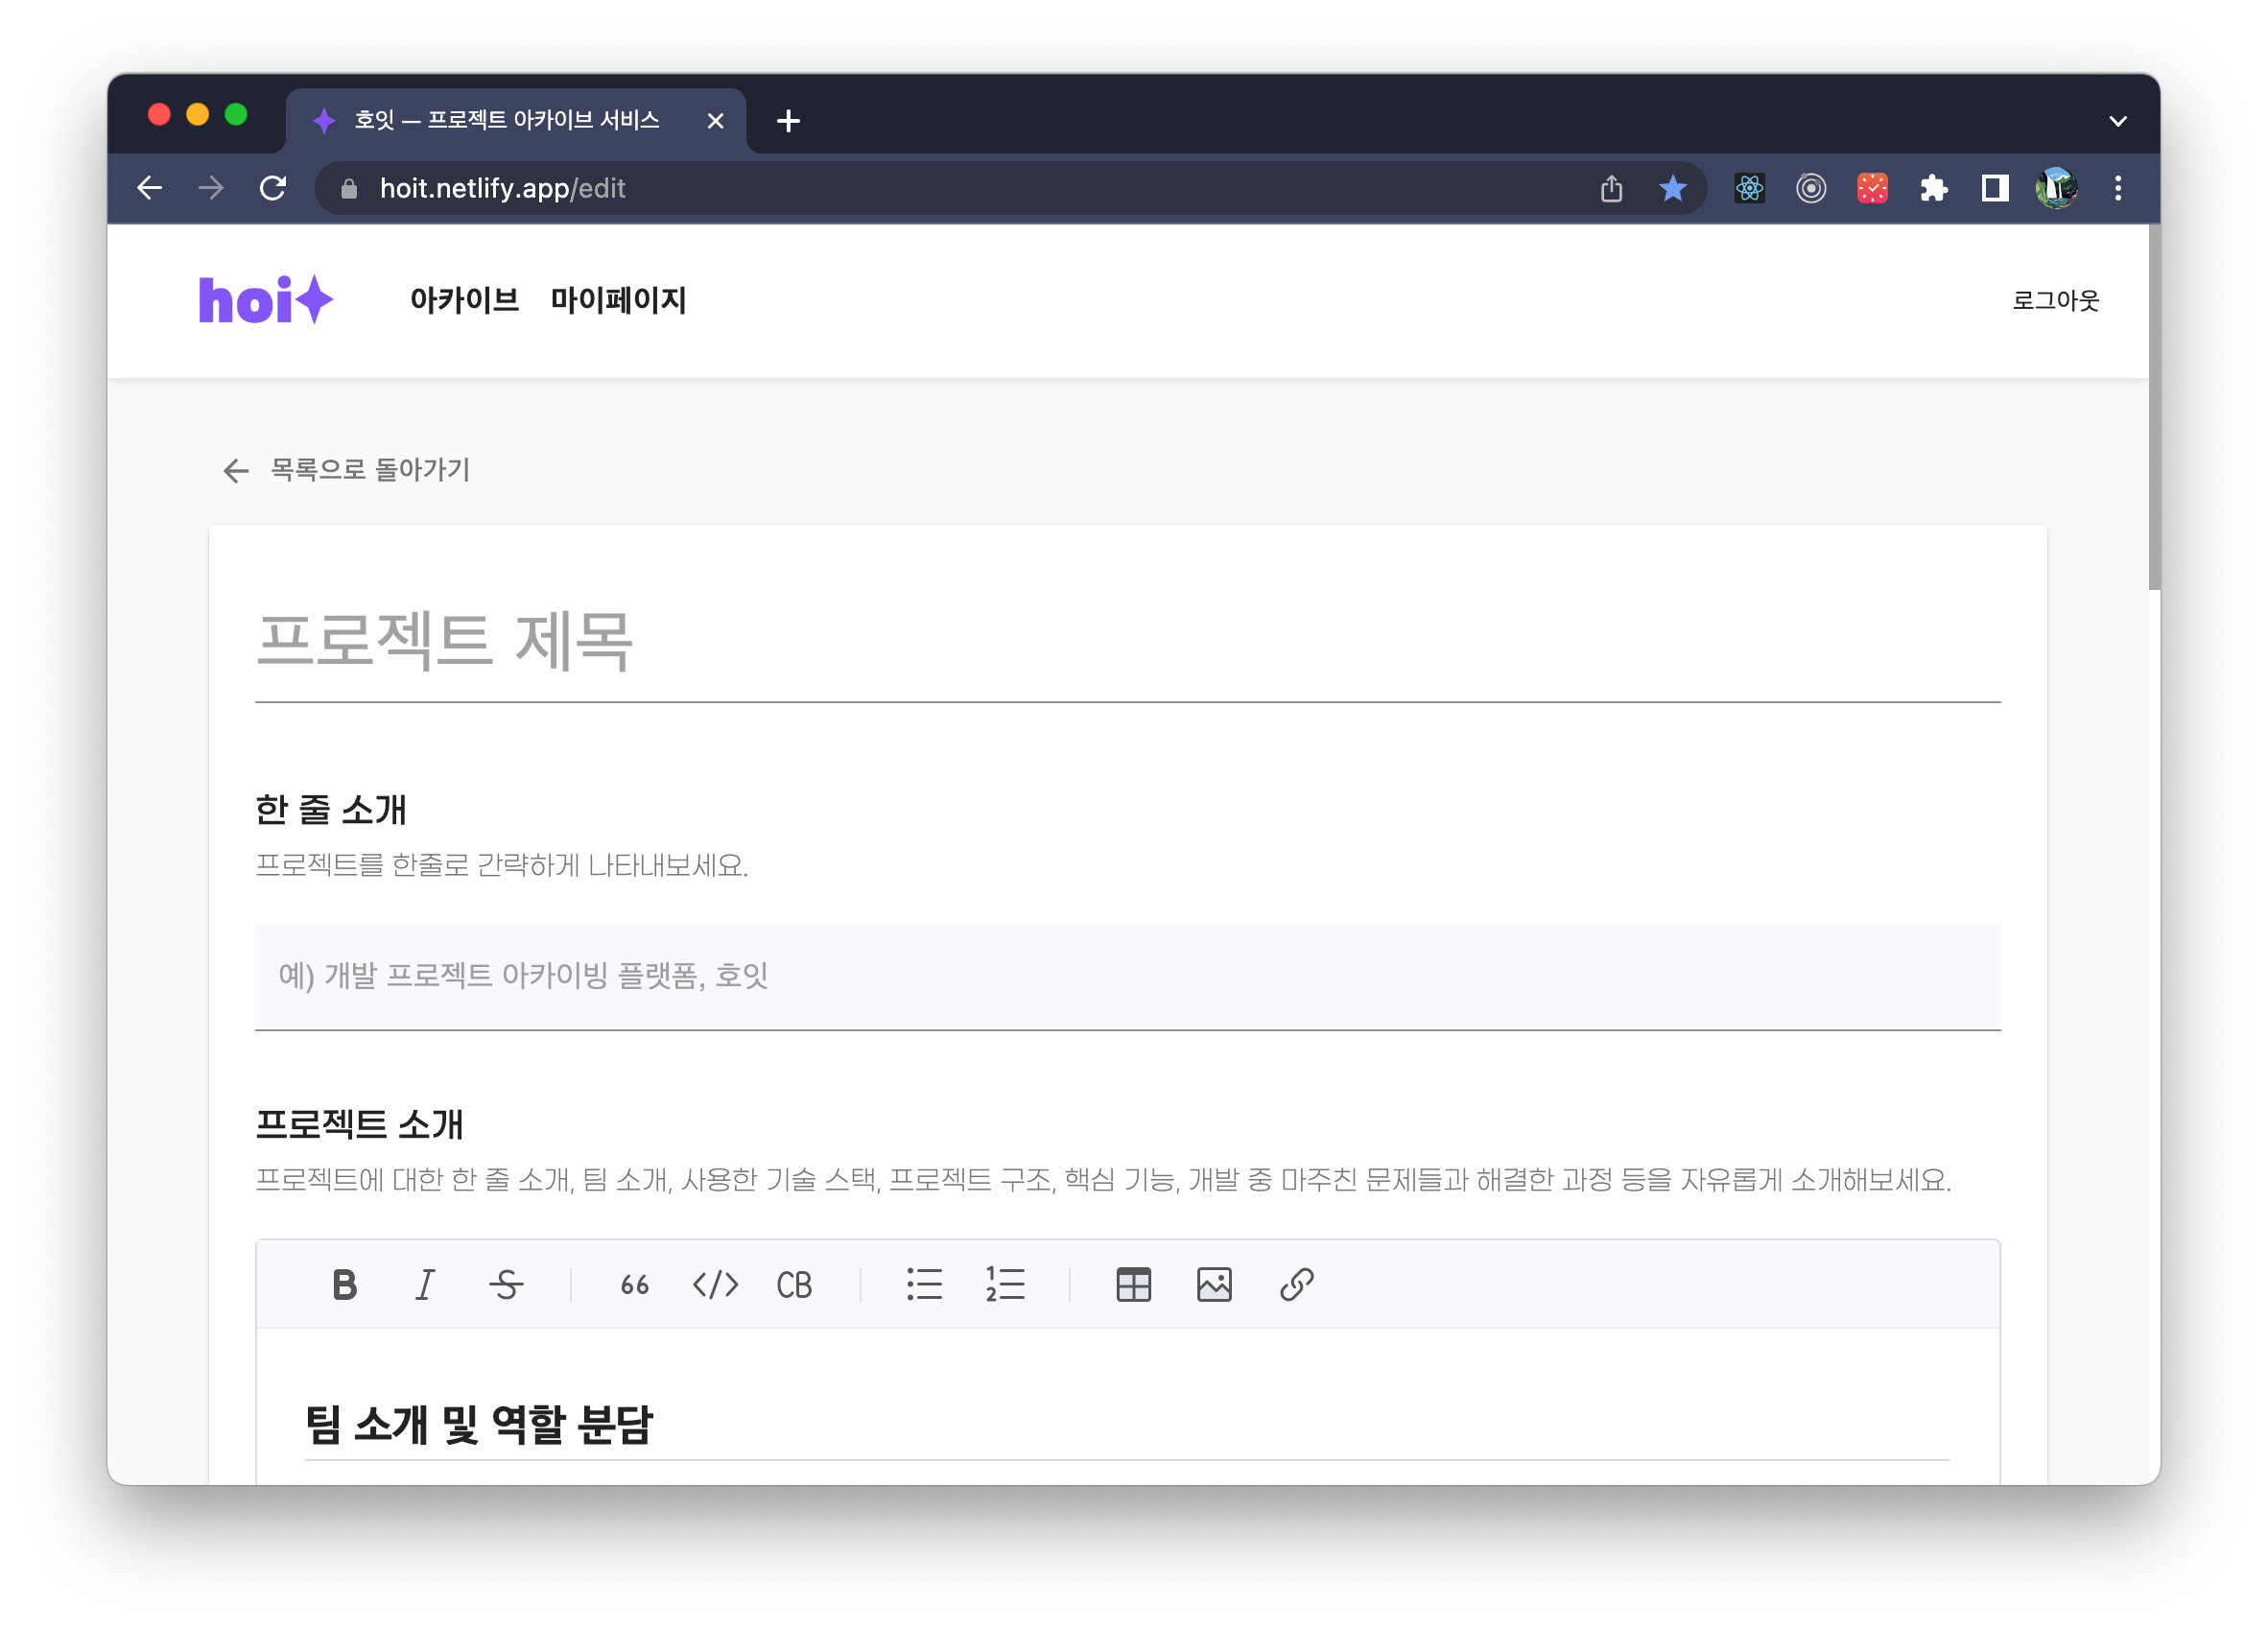 호잇 — 프로젝트 아카이브 서비스
hoit.netlify.app/edit
hoi
아카이브 마이페이지 로그아웃
목록으로 돌아가기
프로젝트 제목
한 줄 소개
프로젝트를 한줄로 간략하게 나타내보세요.
예) 개발 프로젝트 아카이빙 플랫폼, 호잇
프로젝트 소개
프로젝트에 대한 한 줄 소개, 팀 소개, 사용한 기술 스택, 프로젝트 구조, 핵심 기능, 개발 중 마주친 문제들과 해결한 과정 등을 자유롭게 소개해보세요.
B I S 66 </> CB 1 2
팀 소개 및 역할 분담